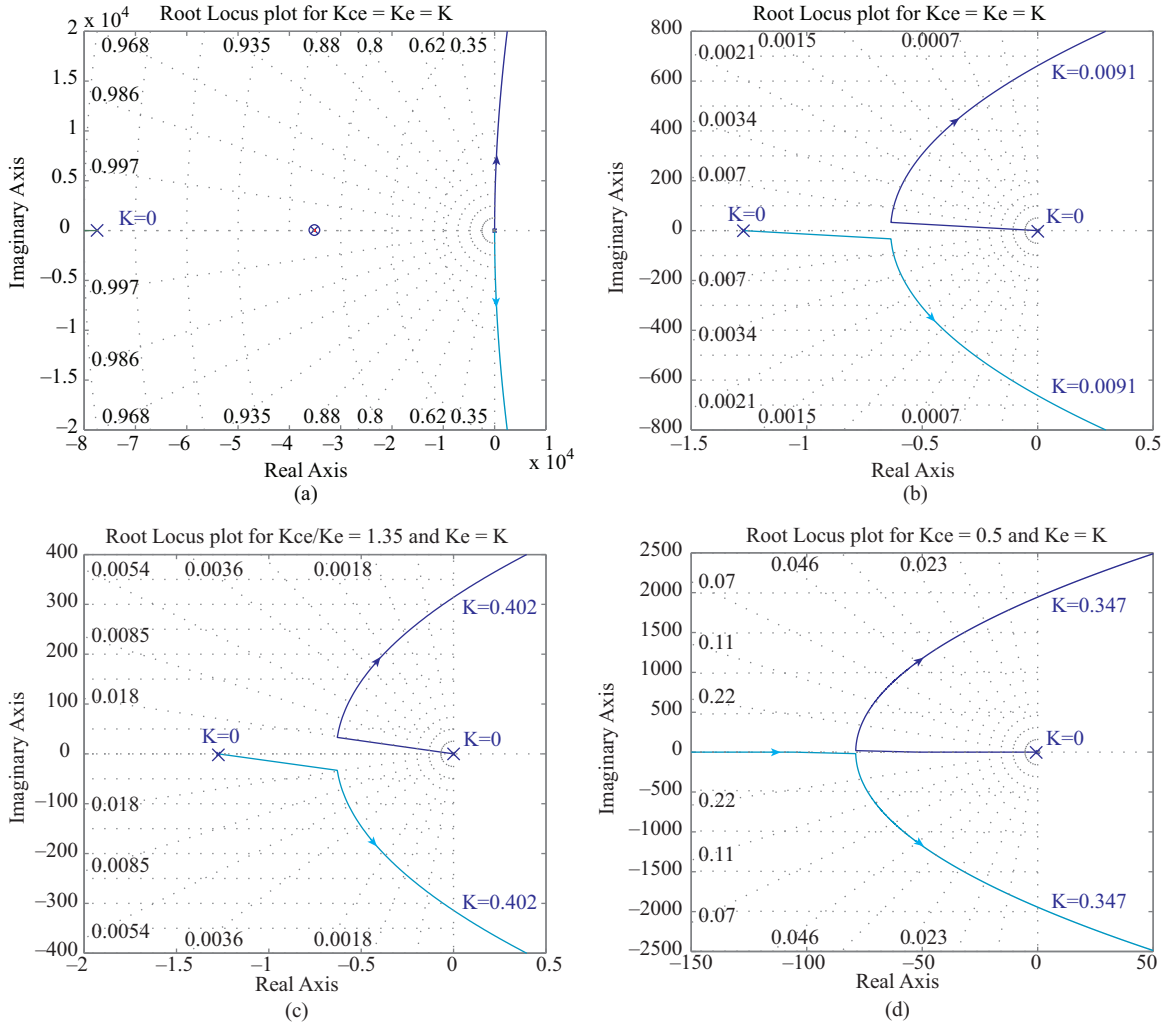 Root Locus plot for Kce = Ke = K
2 x 10⁴
0.968 0.935 0.88 0.8 0.62 0.35
1.5
0.986
1
0.997
0.5
K=0
0
−0.5
0.997
−1
0.986
−1.5
0.968 0.935 0.88 0.8 0.62 0.35
−2
−8 −7 −6 −5 −4 −3 −2 −1 0 1
x 10⁴
Imaginary Axis
Real Axis
(a)
Root Locus plot for Kce = Ke = K
800
0.0021 0.0015 0.0007
K=0.0091
600
0.0034
400
0.007
200
K=0 K=0
0
−200
0.007
−400
0.0034
−600
K=0.0091
0.0021 0.0015 0.0007
−800
−1.5 −1 −0.5 0 0.5
Imaginary Axis
Real Axis
(b)
Root Locus plot for Kce/Ke = 1.35 and Ke = K
400
0.0054 0.0036 0.0018
300
K=0.402
0.0085
200
0.018
100
K=0 K=0
0
−100
0.018
−200
0.0085
−300
K=0.402
0.0054 0.0036 0.0018
−400
−2 −1.5 −1 −0.5 0 0.5
Imaginary Axis
Real Axis
(c)
Root Locus plot for Kce = 0.5 and Ke = K
2500
0.07 0.046 0.023
2000
K=0.347
1500
0.11
1000
0.22
500
K=0
0
−500
0.22
−1000
0.11
−1500
K=0.347
−2000
0.07 0.046 0.023
−2500
−150 −100 −50 0 50
Imaginary Axis
Real Axis
(d)